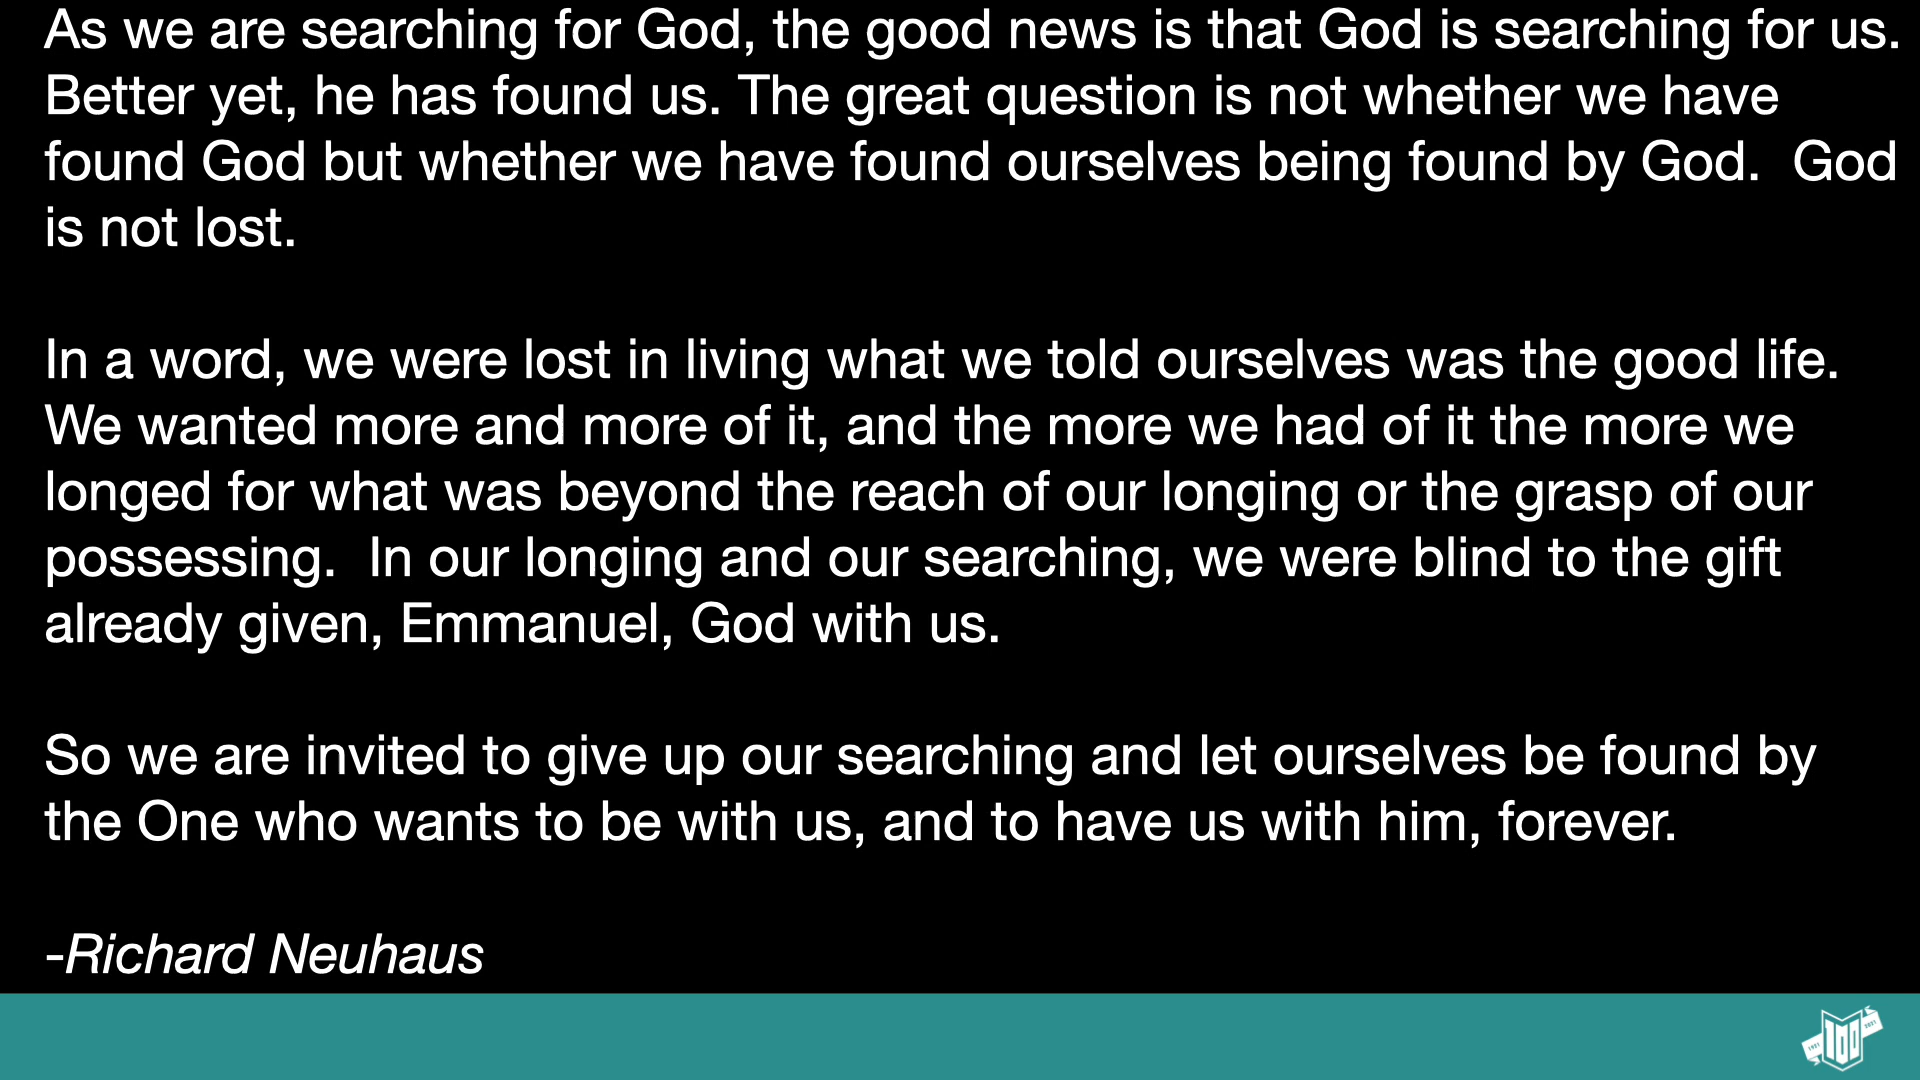 As we are searching for God, the good news is that God is searching for us.
Better yet, he has found us. The great question is not whether we have
found God but whether we have found ourselves being found by God.  God
is not lost.
In a word, we were lost in living what we told ourselves was the good life.
We wanted more and more of it, and the more we had of it the more we
longed for what was beyond the reach of our longing or the grasp of our
possessing.  In our longing and our searching, we were blind to the gift
already given, Emmanuel, God with us.
So we are invited to give up our searching and let ourselves be found by
the One who wants to be with us, and to have us with him, forever.
-Richard Neuhaus
1921 100 2021